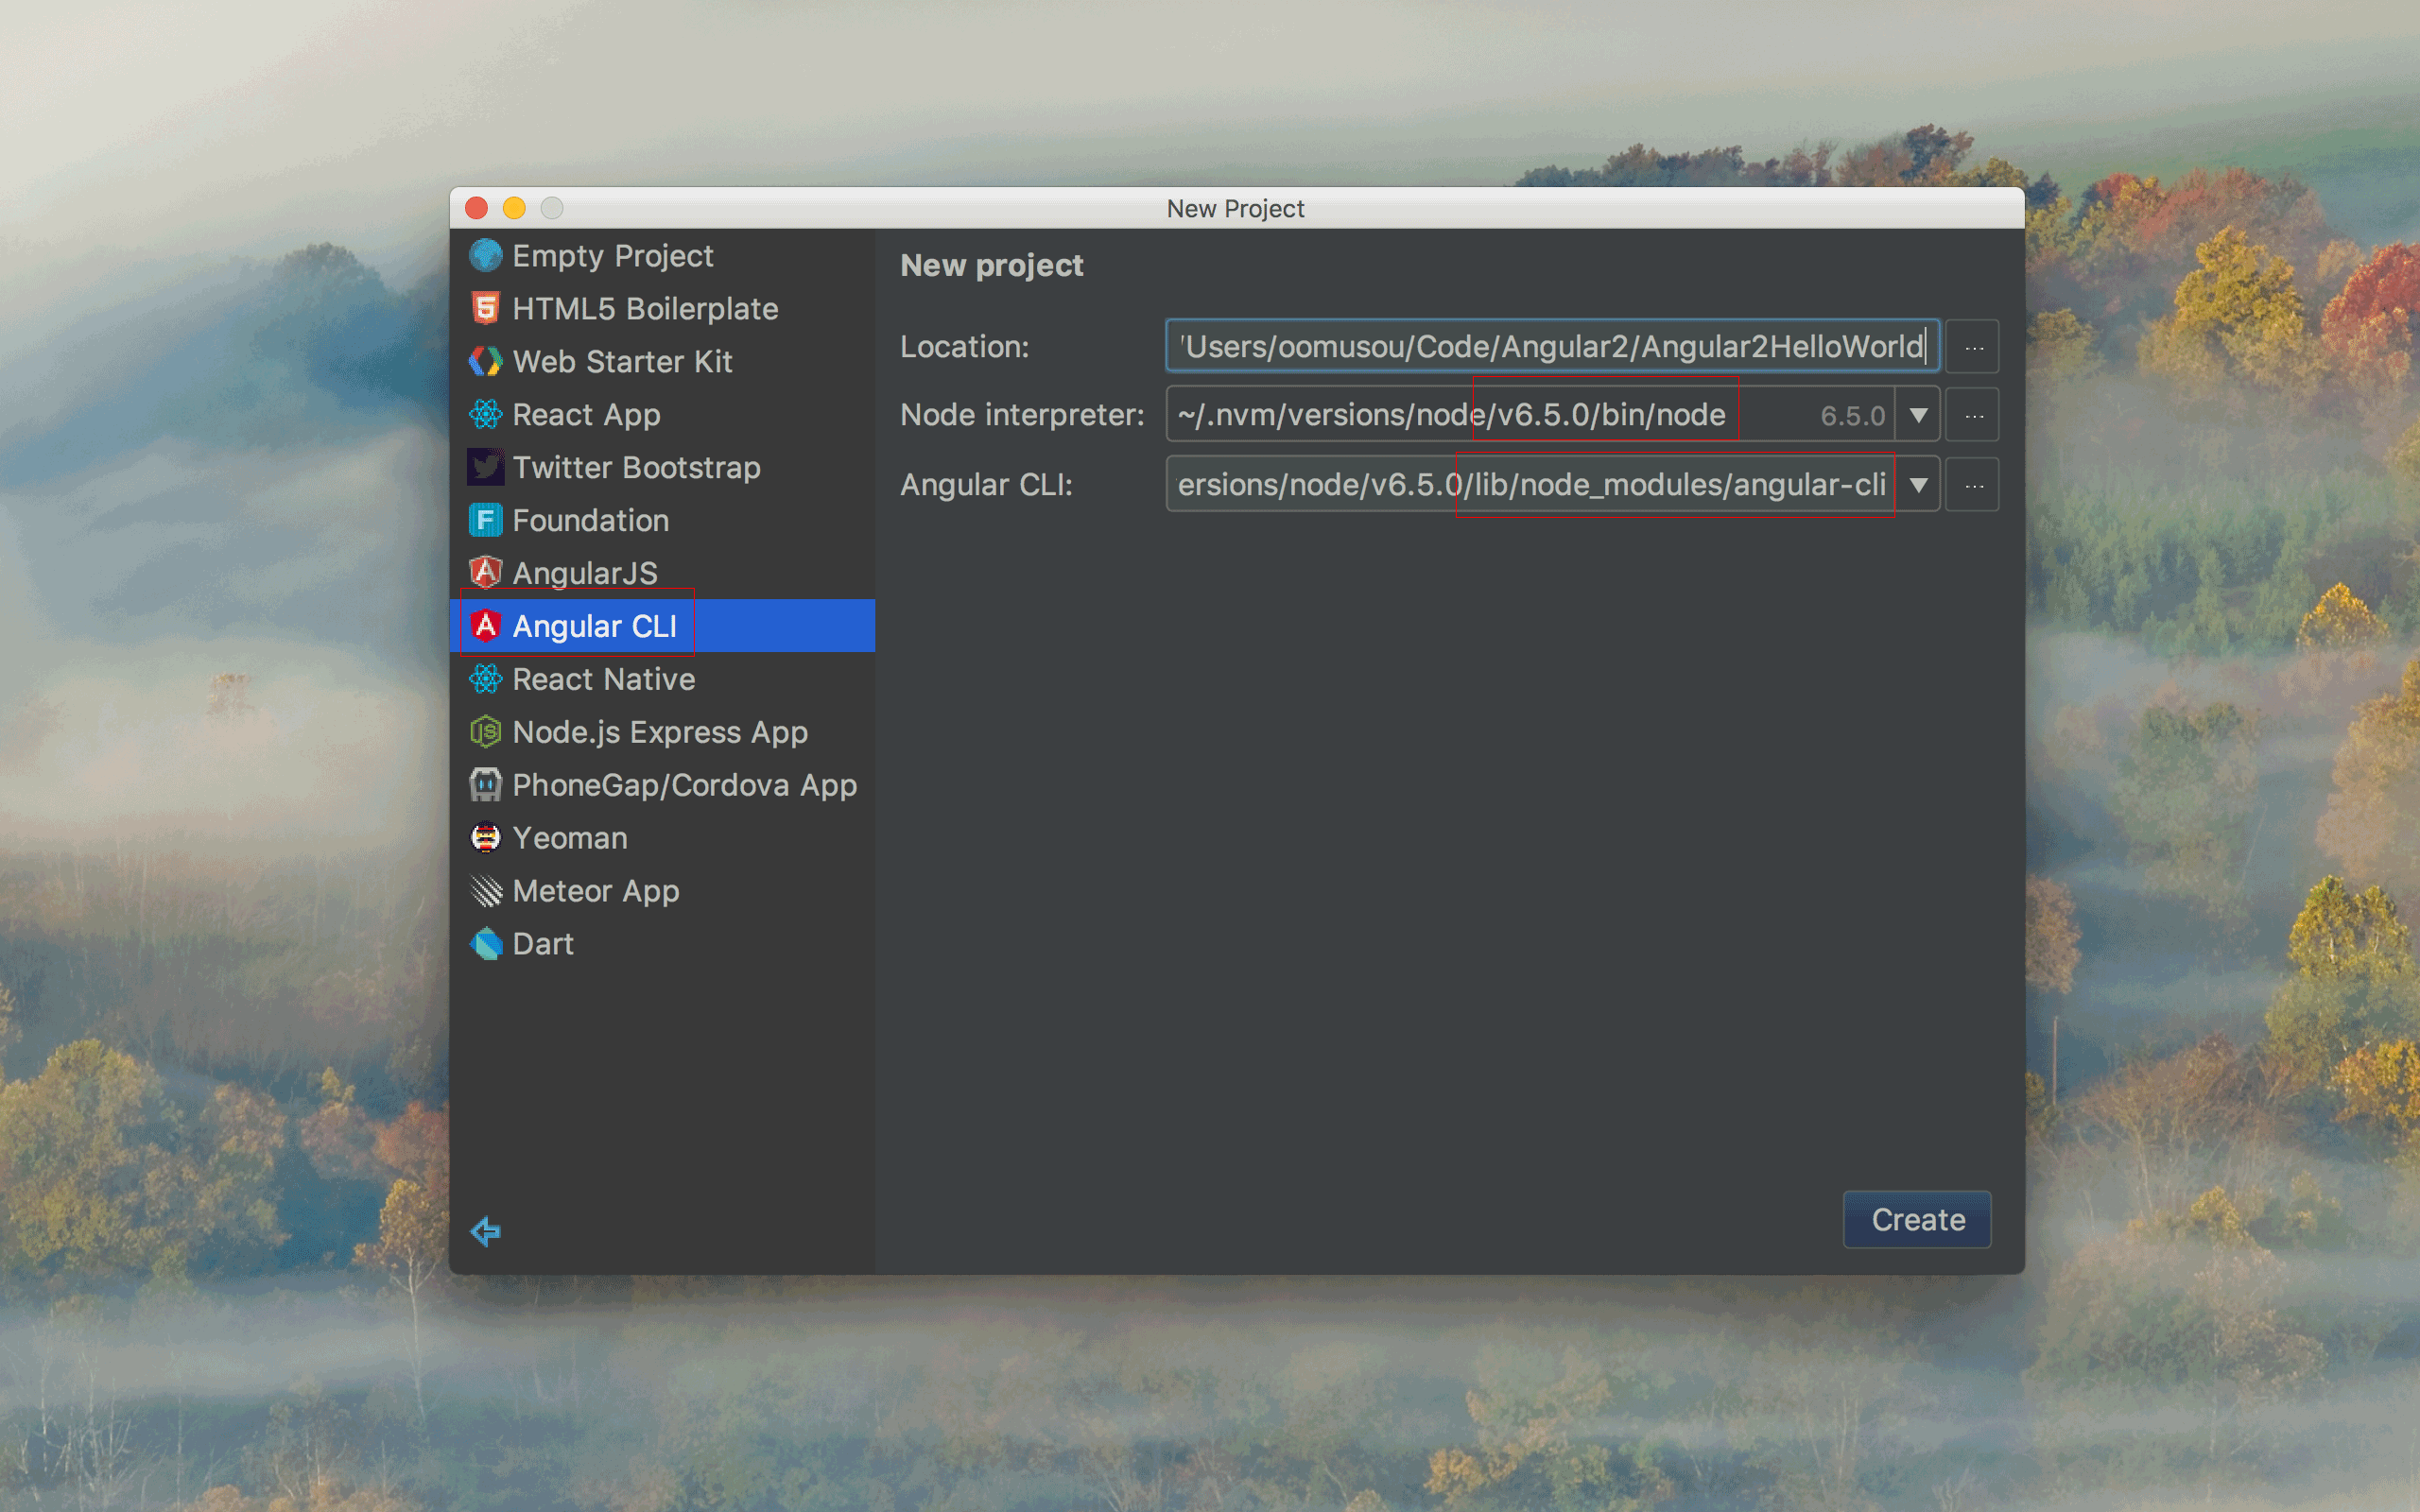 New Project
Empty Project
HTML5 Boilerplate
Web Starter Kit
React App
Twitter Bootstrap
Foundation
AngularJS
Angular CLI
React Native
Node.js Express App
PhoneGap/Cordova App
Yeoman
Meteor App
Dart
New project
Location: /Users/oomusou/Code/Angular2/Angular2HelloWorld ...
Node interpreter: ~/.nvm/versions/node/v6.5.0/bin/node 6.5.0 ...
Angular CLI: ersions/node/v6.5.0/lib/node_modules/angular-cli ...
Create